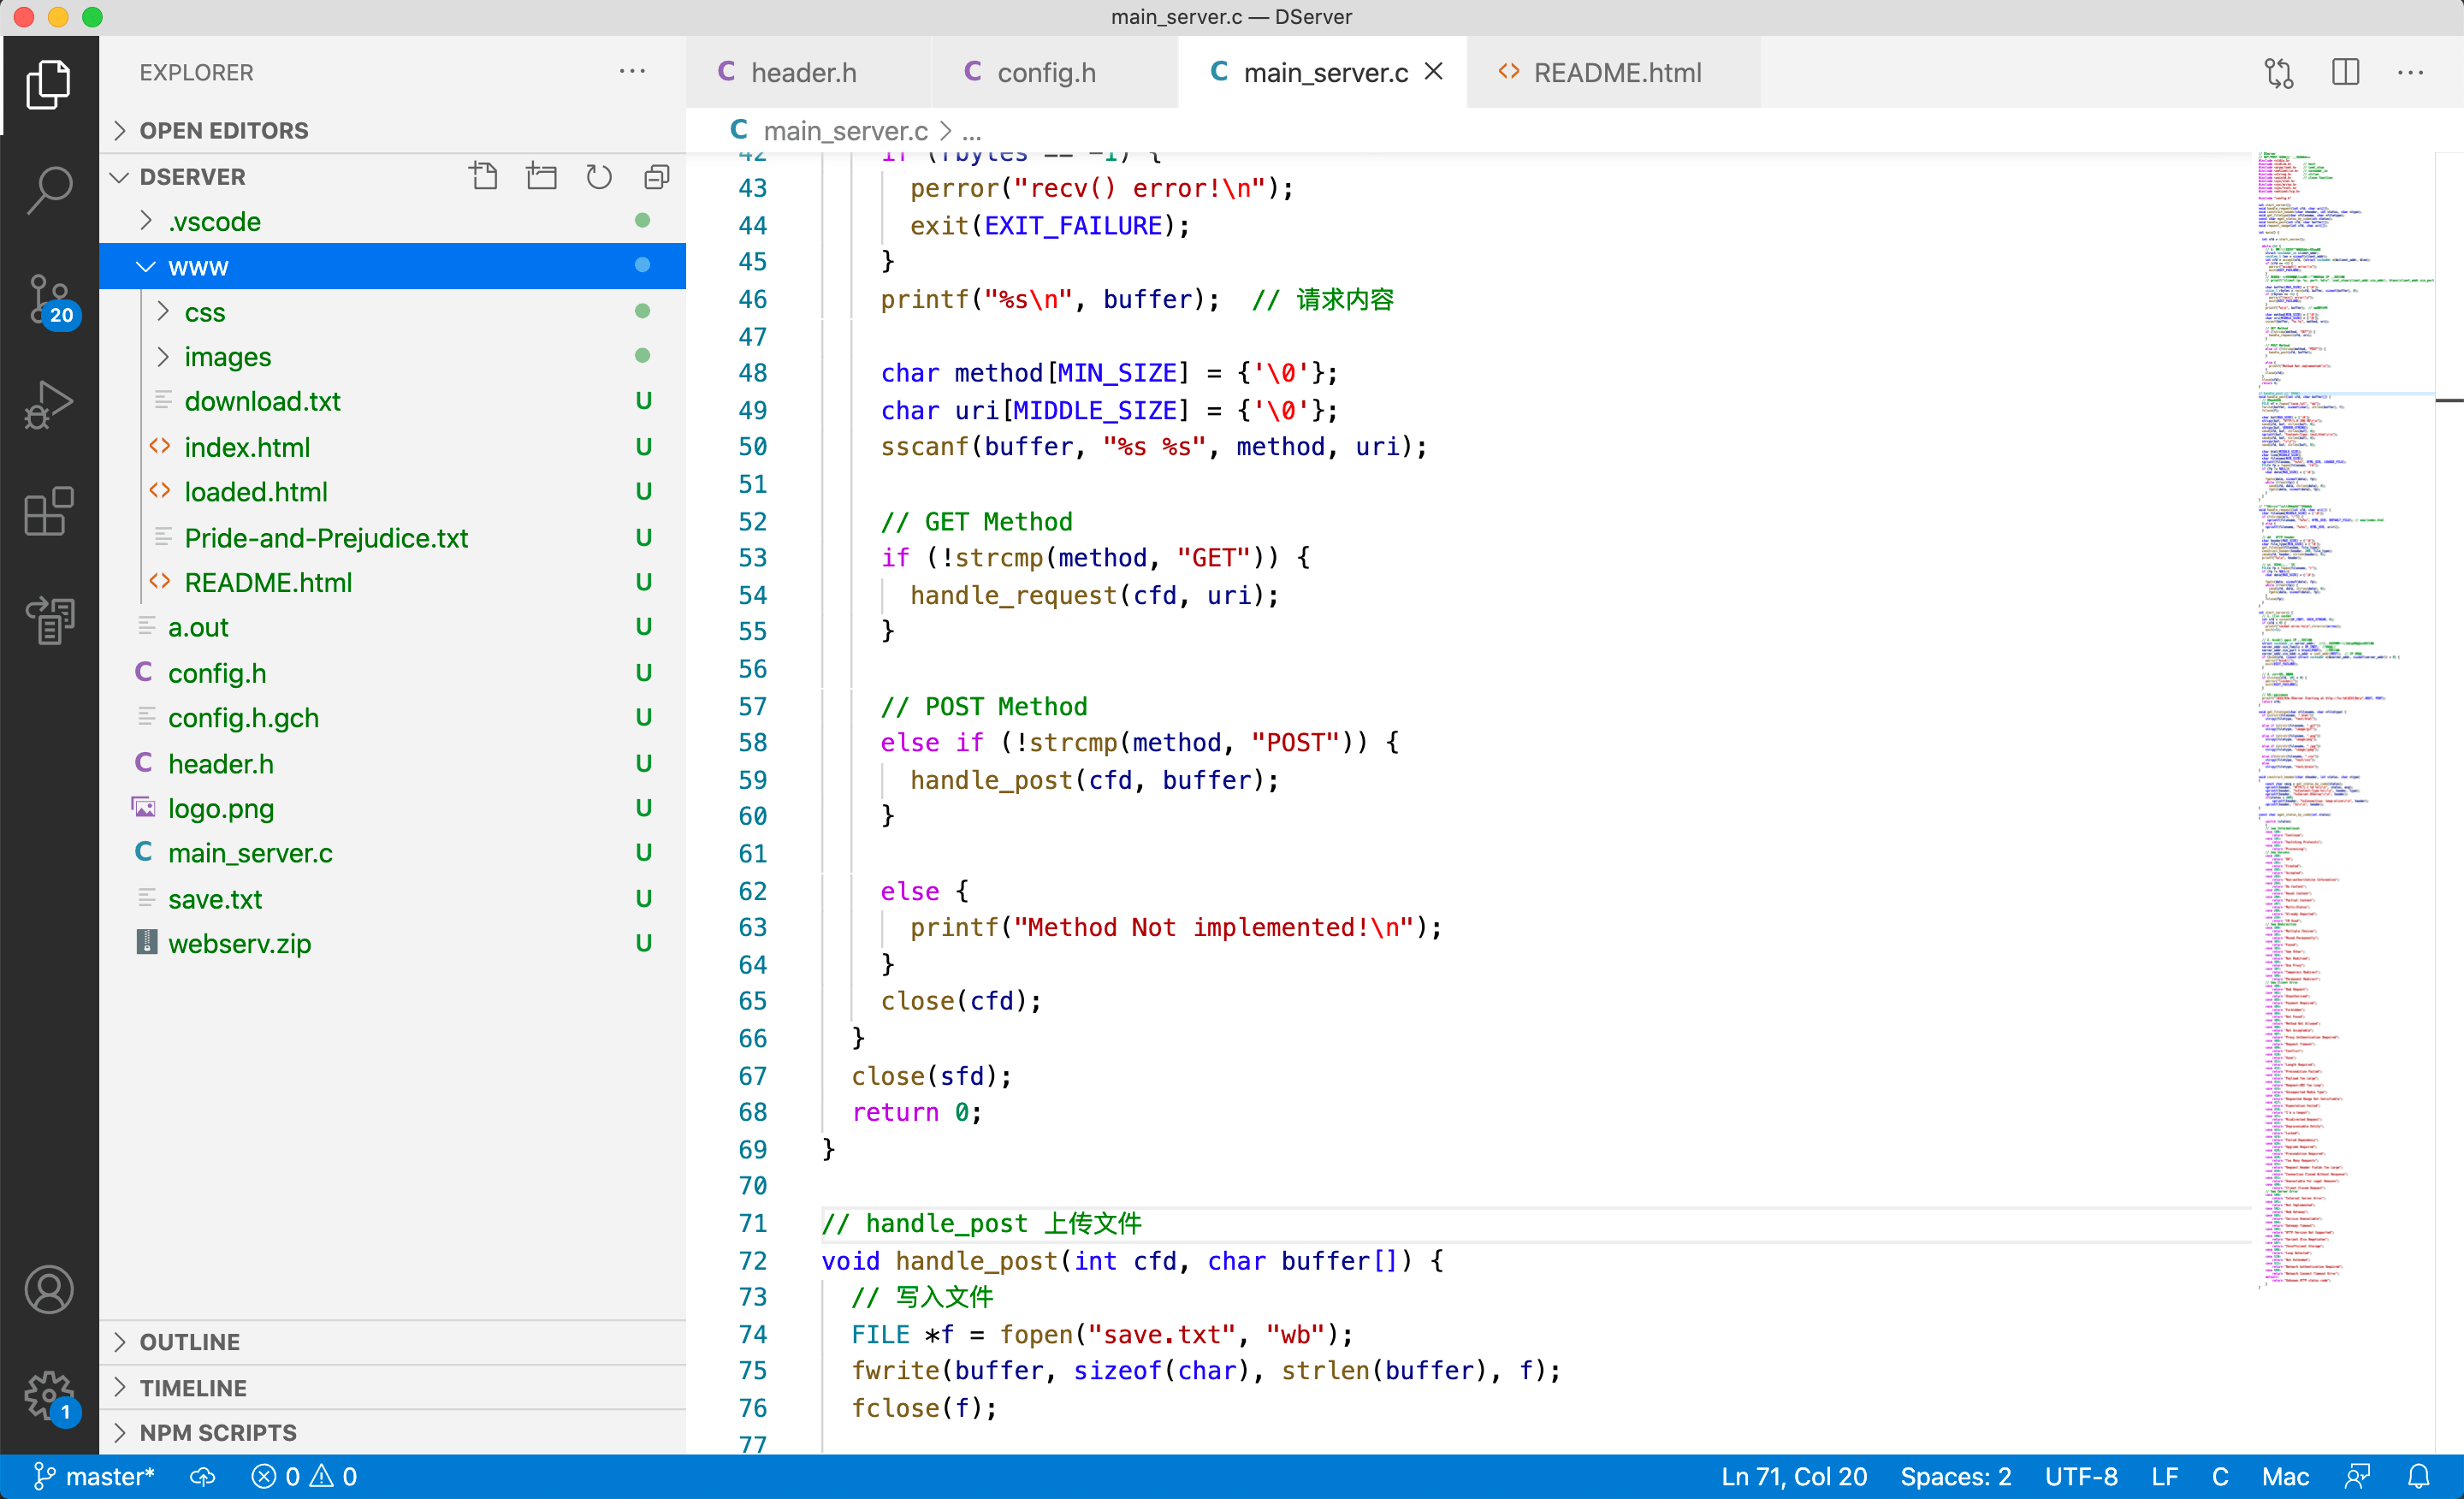 main_server.c — DServer
EXPLORER
header.h
config.h
main_server.c
README.html
main_server.c > ...
OPEN EDITORS
DSERVER
.vscode
www
css
images
download.txt U
index.html U
loaded.html U
Pride-and-Prejudice.txt U
README.html U
a.out U
config.h U
config.h.gch U
header.h U
logo.png U
main_server.c U
save.txt U
webserv.zip U
OUTLINE
TIMELINE
NPM SCRIPTS
20
1
42 if (rbytes == -1) {
43 perror("recv() error!\n");
44 exit(EXIT_FAILURE);
45 }
46 printf("%s\n", buffer);  // 请求内容
47
48 char method[MIN_SIZE] = {'\0'};
49 char uri[MIDDLE_SIZE] = {'\0'};
50 sscanf(buffer, "%s %s", method, uri);
51
52 // GET Method
53 if (!strcmp(method, "GET")) {
54 handle_request(cfd, uri);
55 }
56
57 // POST Method
58 else if (!strcmp(method, "POST")) {
59 handle_post(cfd, buffer);
60 }
61
62 else {
63 printf("Method Not implemented!\n");
64 }
65 close(cfd);
66 }
67 close(sfd);
68 return 0;
69 }
70
71 // handle_post 上传文件
72 void handle_post(int cfd, char buffer[]) {
73 // 写入文件
74 FILE *f = fopen("save.txt", "wb");
75 fwrite(buffer, sizeof(char), strlen(buffer), f);
76 fclose(f);
77
master* 0 0
Ln 71, Col 20 Spaces: 2 UTF-8 LF C Mac